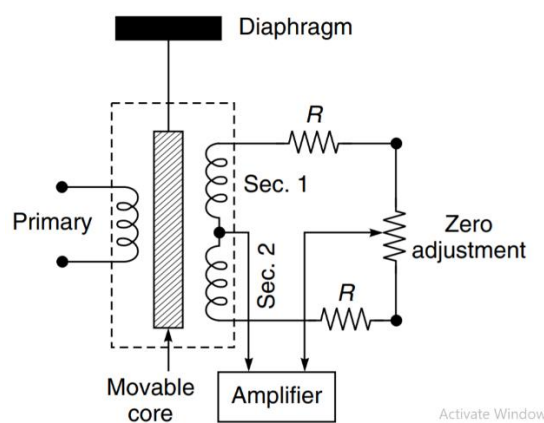 Diaphragm
R
Sec. 1
Primary
Zero
adjustment
Sec. 2
R
Movable
core
Amplifier
Activate Window